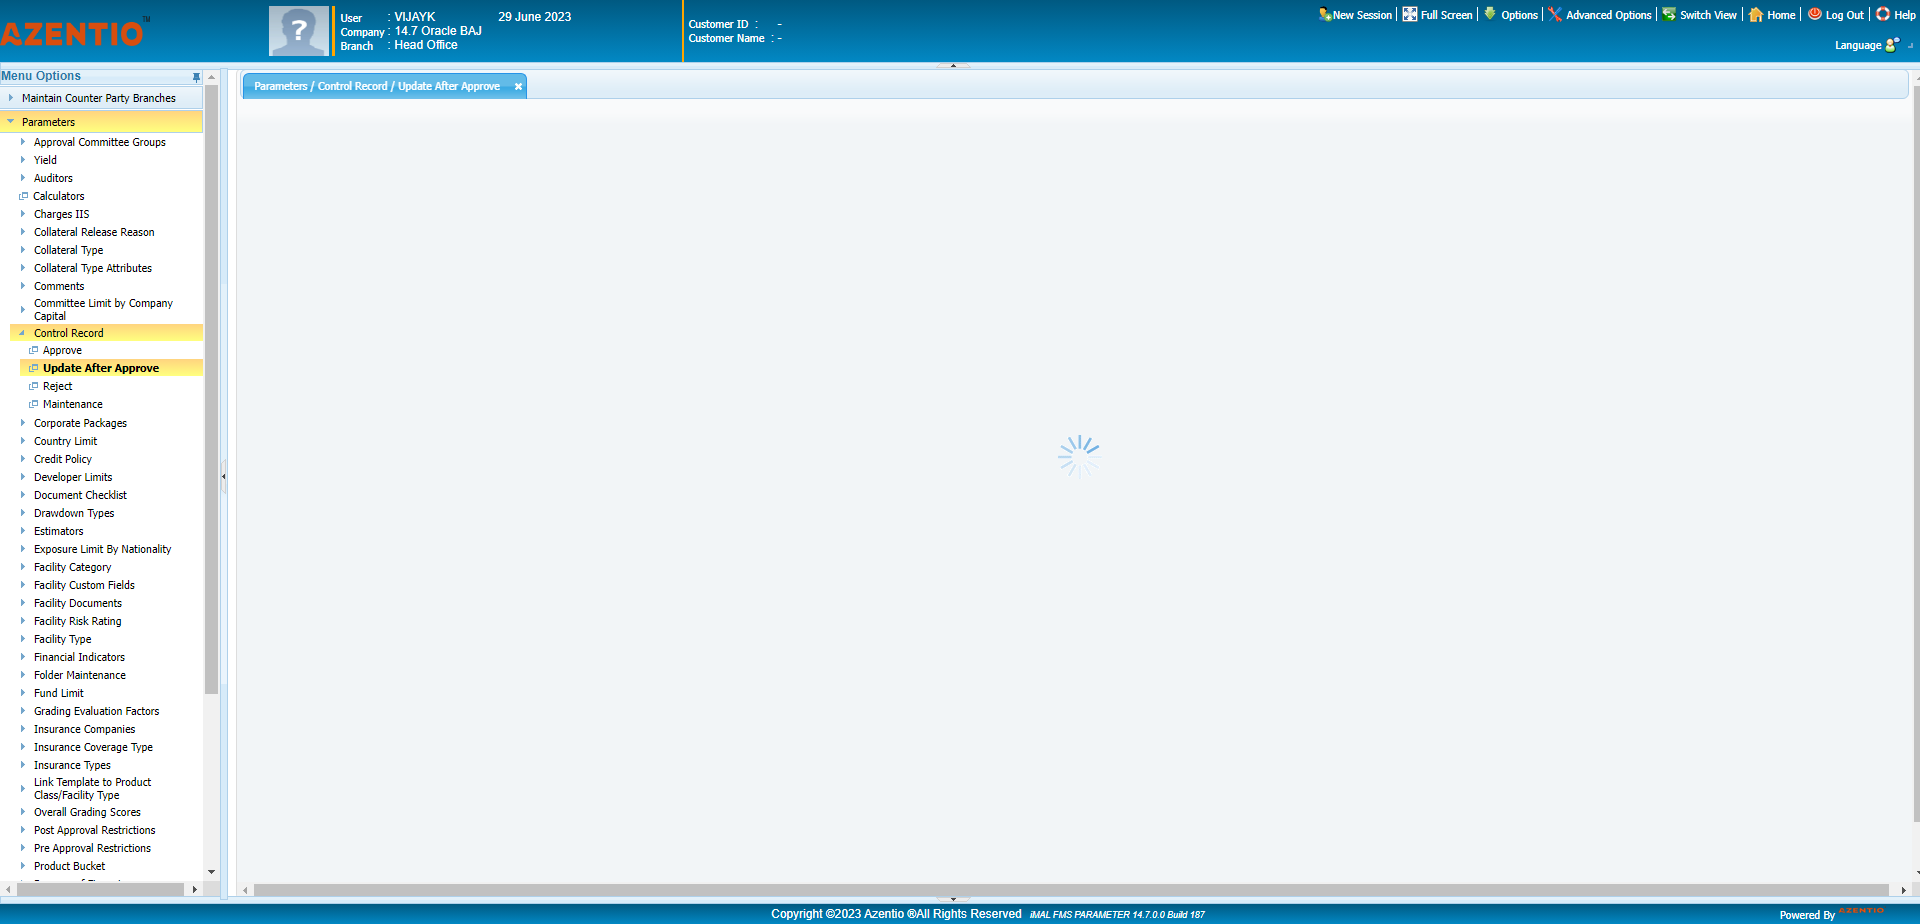 AZENTIO™
User : VIJAYK 29 June 2023
Company : 14.7 Oracle BAJ
Branch : Head Office
Customer ID : -
Customer Name : -
New Session | Full Screen | Options | Advanced Options | Switch View | Home | Log Out | Help
Language
Menu Options
Maintain Counter Party Branches
Parameters
Approval Committee Groups
Yield
Auditors
Calculators
Charges IIS
Collateral Release Reason
Collateral Type
Collateral Type Attributes
Comments
Committee Limit by Company
Capital
Control Record
Approve
Update After Approve
Reject
Maintenance
Corporate Packages
Country Limit
Credit Policy
Developer Limits
Document Checklist
Drawdown Types
Estimators
Exposure Limit By Nationality
Facility Category
Facility Custom Fields
Facility Documents
Facility Risk Rating
Facility Type
Financial Indicators
Folder Maintenance
Fund Limit
Grading Evaluation Factors
Insurance Companies
Insurance Coverage Type
Insurance Types
Link Template to Product
Class/Facility Type
Overall Grading Scores
Post Approval Restrictions
Pre Approval Restrictions
Product Bucket
Parameters / Control Record / Update After Approve
Copyright ©2023 Azentio ®All Rights Reserved iMAL FMS PARAMETER 14.7.0.0 Build 187
Powered By AZENTIO